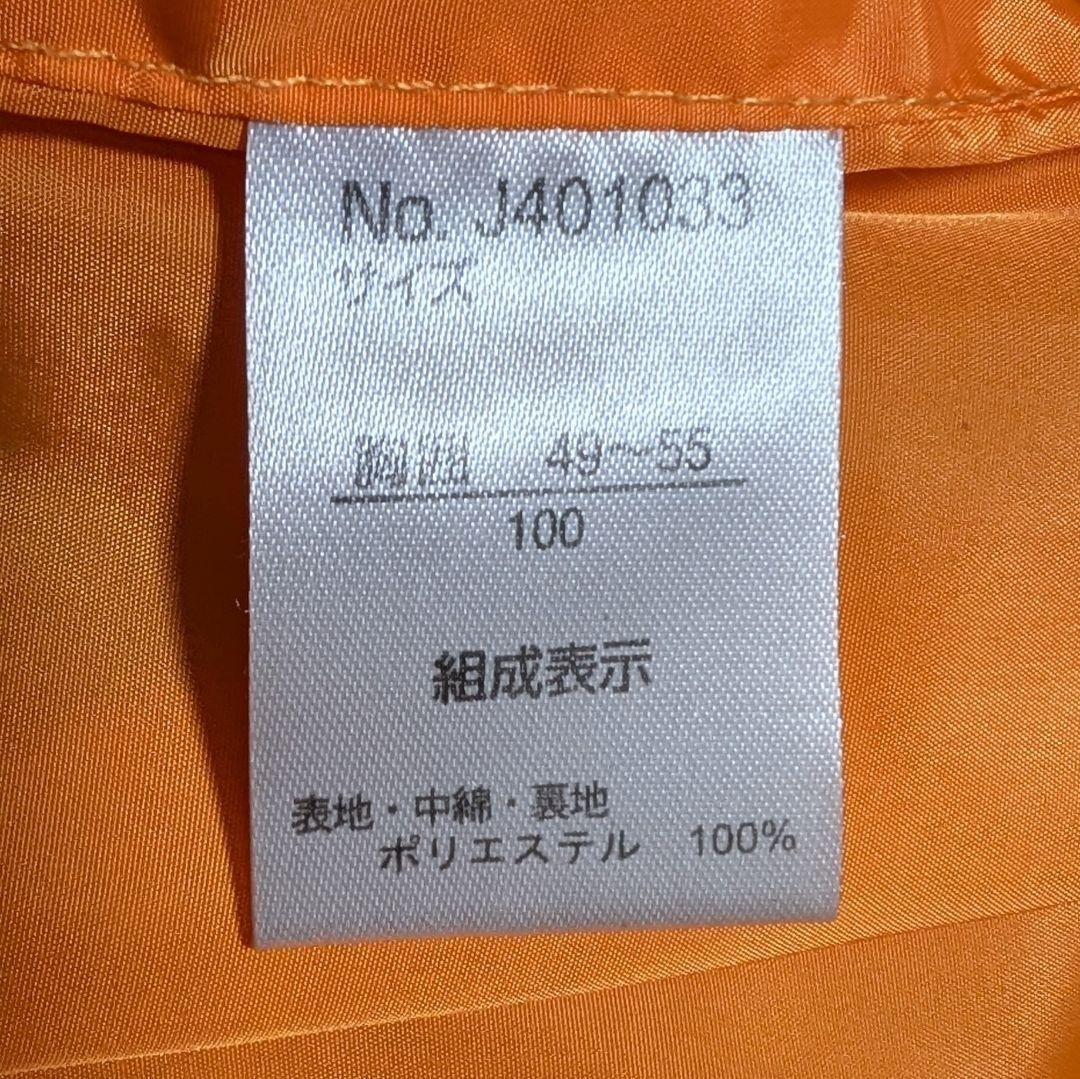 No. J401033
サイズ
胸囲 49～55
100
組成表示
表地・中綿・裏地
ポリエステル 100%